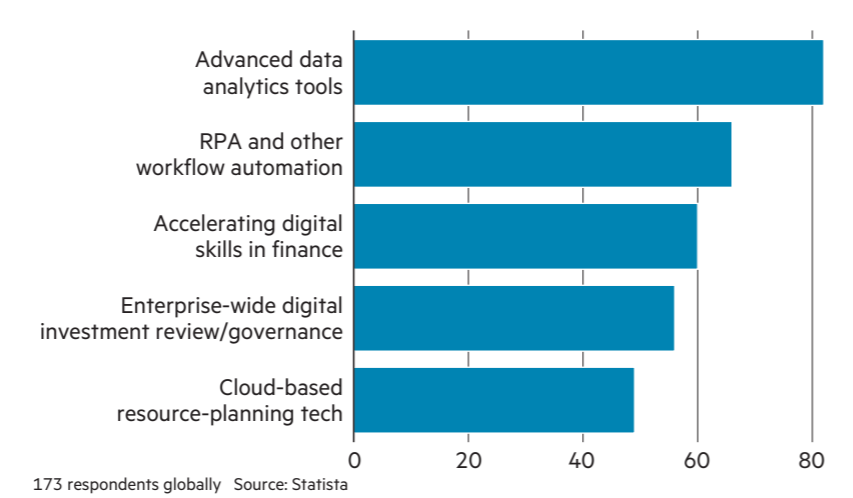 Advanced data
analytics tools
RPA and other
workflow automation
Accelerating digital
skills in finance
Enterprise-wide digital
investment review/governance
Cloud-based
resource-planning tech
0 20 40 60 80
173 respondents globally Source: Statista